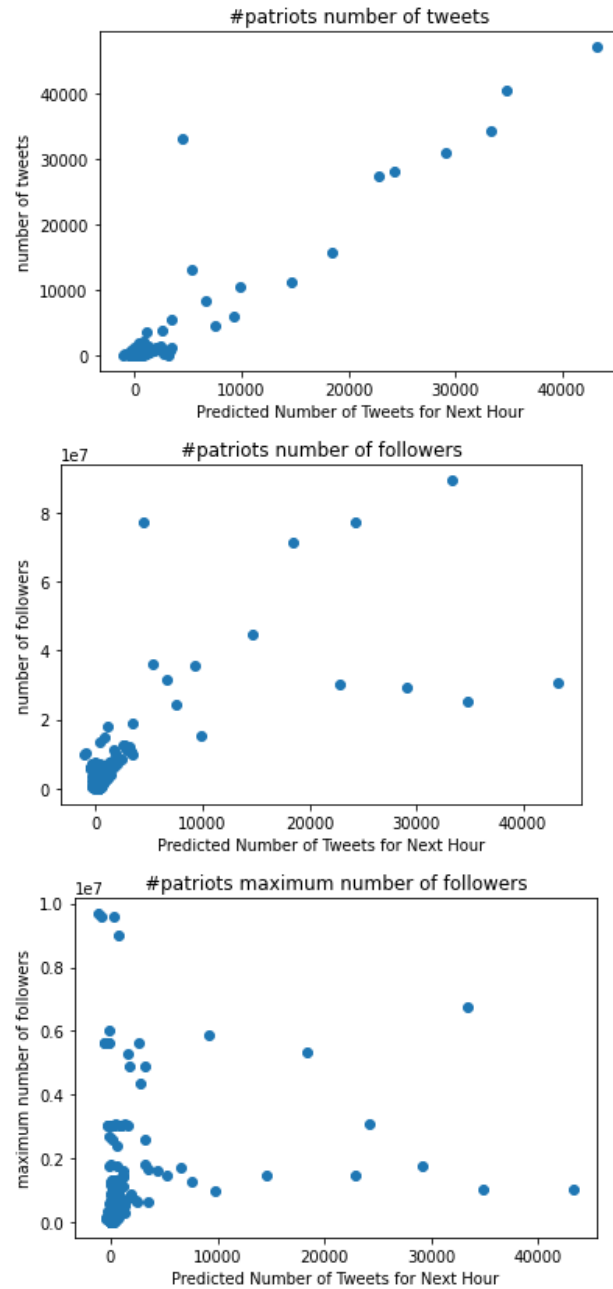 #patriots number of tweets
40000
30000
20000
10000
0
number of tweets
0 10000 20000 30000 40000
Predicted Number of Tweets for Next Hour
#patriots number of followers
1e7
8
6
4
2
0
number of followers
0 10000 20000 30000 40000
Predicted Number of Tweets for Next Hour
#patriots maximum number of followers
1e7
1.0
0.8
0.6
0.4
0.2
0.0
maximum number of followers
0 10000 20000 30000 40000
Predicted Number of Tweets for Next Hour